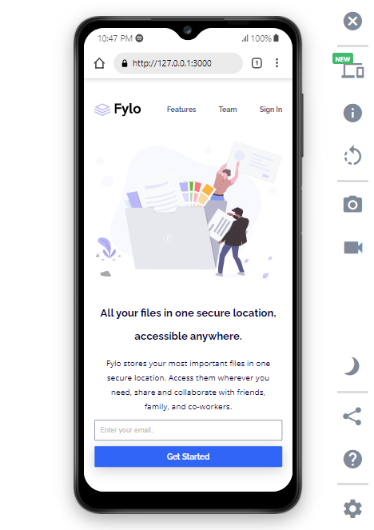 10:47 PM
100%
NEW
http://127.0.0.1:3000
1
Fylo
Features Team Sign In
All your files in one secure location,
accessible anywhere.
Fylo stores your most important files in one
secure location. Access them wherever you
need, share and collaborate with friends,
family, and co-workers.
Enter your email...
Get Started